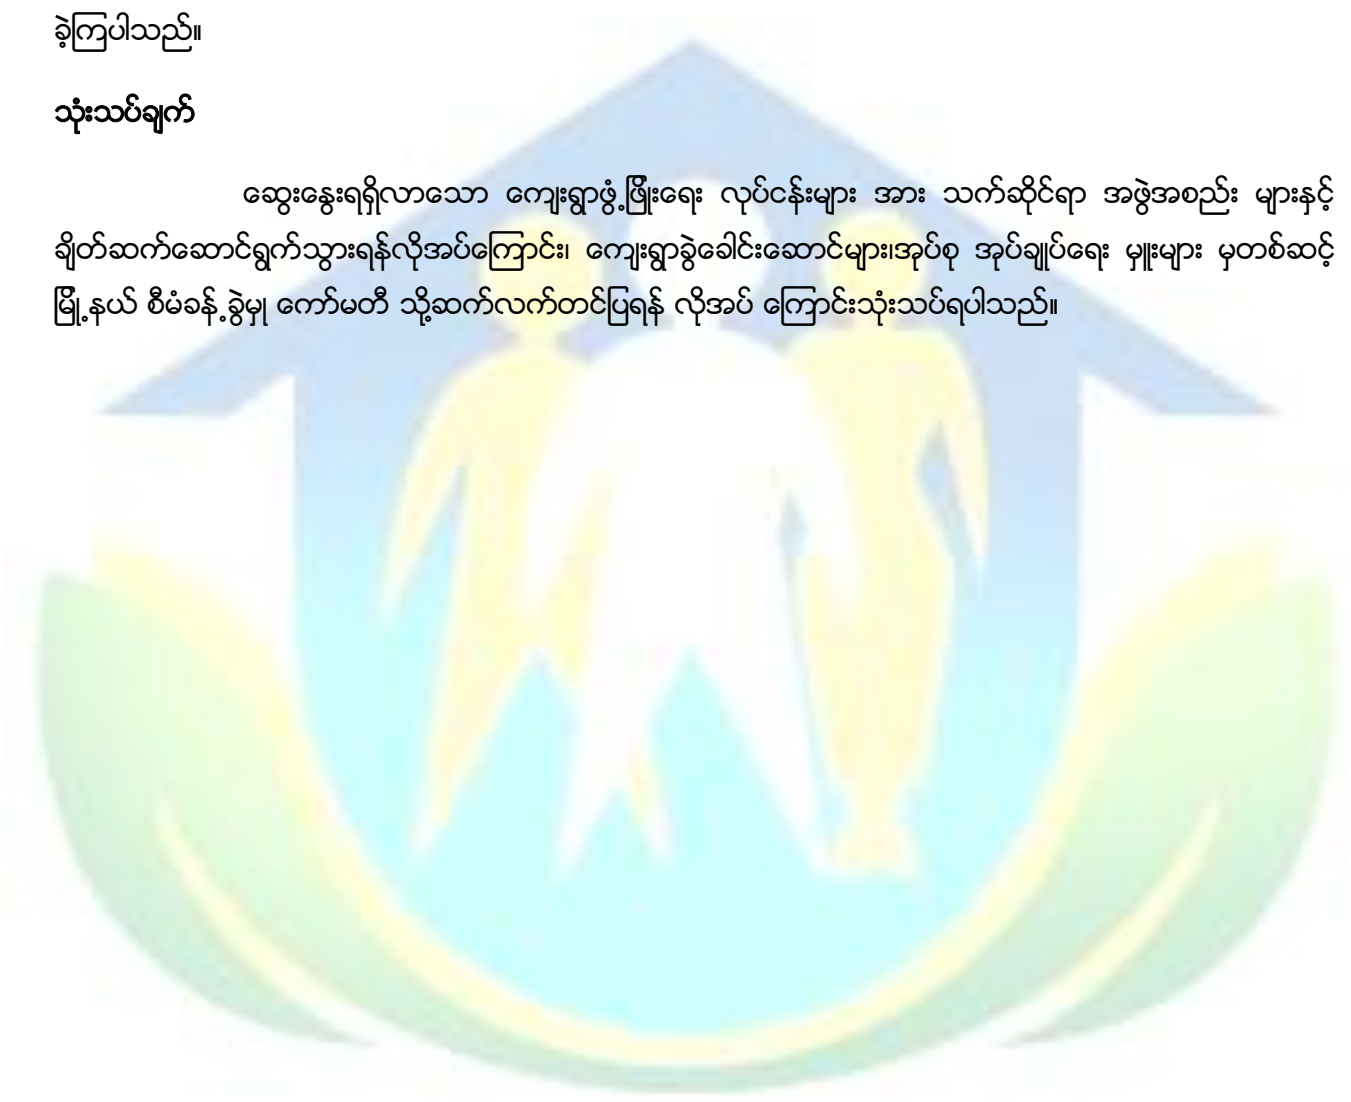 ခဲ့ကြပါသည်။
သုံးသပ်ချက်
ဆွေးနွေးရရှိလာသော ကျေးရွာဖွံ့ဖြိုးရေး လုပ်ငန်းများ အား သက်ဆိုင်ရာ အဖွဲအစည်း များနှင့်
ချိတ်ဆက်ဆောင်ရွက်သွားရန်လိုအပ်ကြောင်း၊ ကျေးရွာခွဲခေါင်းဆောင်များ၊အုပ်စု အုပ်ချုပ်ရေး မှူးများ မှတစ်ဆင့်
မြို့နယ် စီမံခန့်ခွဲမှု ကော်မတီ သို့ဆက်လက်တင်ပြရန် လိုအပ် ကြောင်းသုံးသပ်ရပါသည်။